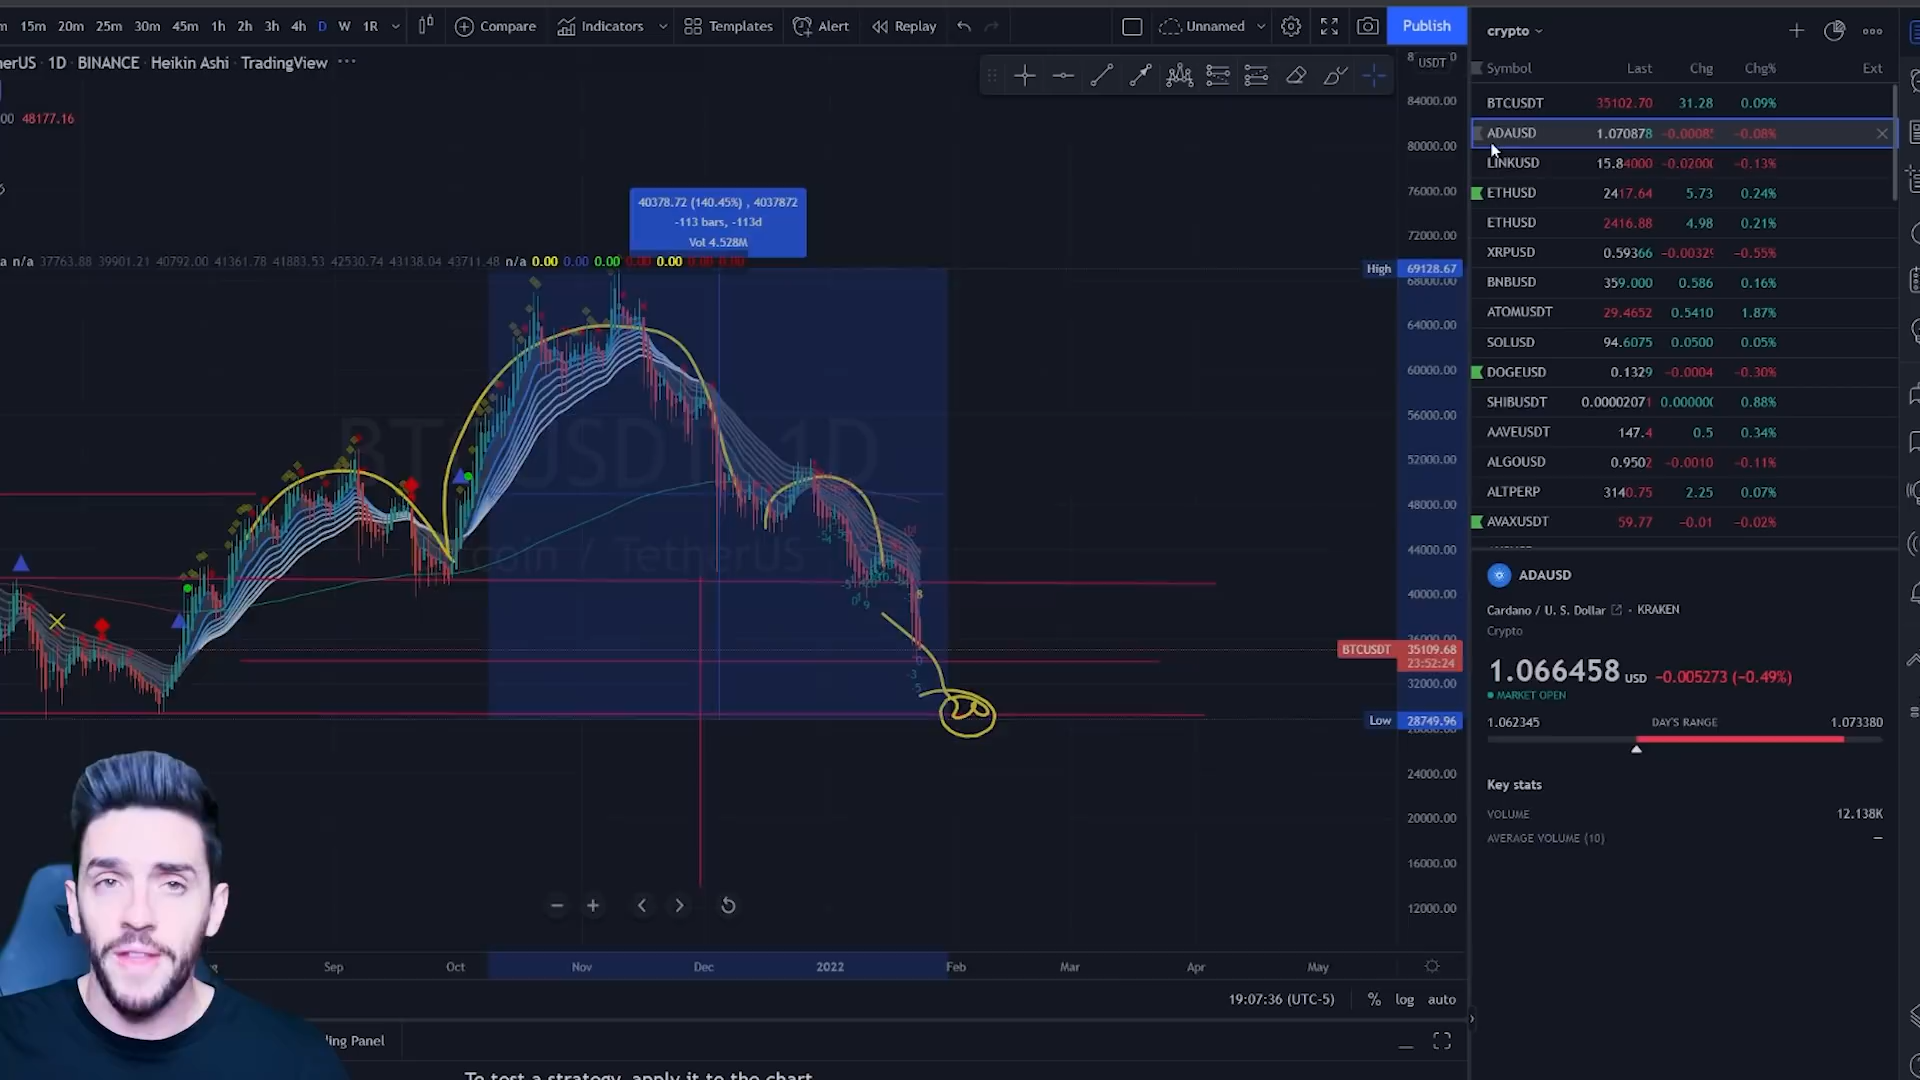 15m 20m 25m 30m 45m 1h 2h 3h 4h D W 1R Compare Indicators Templates Alert Replay Unnamed Publish
erUS · 1D · BINANCE · Heikin Ashi · TradingView ···
48177.16
USDT
84000.00
80000.00
76000.00
72000.00
High 69128.67
68000.00
64000.00
60000.00
56000.00
52000.00
48000.00
44000.00
40000.00
36000.00
BTCUSDT 35109.68
23:52:24
32000.00
Low 28749.96
24000.00
20000.00
16000.00
12000.00
40378.72 (140.45%) , 4037872
-113 bars, -113d
Vol 4.528M
n/a 37763.88 39901.21 40792.00 41361.78 41883.53 42530.74 43138.04 43711.48 n/a 0.00 0.00 0.00 0.00 0.00 0.00 0.00
BTCUSDT 1D
coin / TetherUS
Sep Oct Nov Dec 2022 Feb Mar Apr May
19:07:36 (UTC-5) % log auto
ling Panel
To test a strategy, apply it to the chart
crypto
Symbol Last Chg Chg% Ext
BTCUSDT 35102.70 31.28 0.09%
ADAUSD 1.070878 -0.0008 -0.08%
LINKUSD 15.84000 -0.0200 -0.13%
ETHUSD 2417.64 5.73 0.24%
ETHUSD 2416.88 4.98 0.21%
XRPUSD 0.59366 -0.0032 -0.55%
BNBUSD 359.000 0.586 0.16%
ATOMUSDT 29.4652 0.5410 1.87%
SOLUSD 94.6075 0.0500 0.05%
DOGEUSD 0.1329 -0.0004 -0.30%
SHIBUSDT 0.00002071 0.00000 0.88%
AAVEUSDT 147.4 0.5 0.34%
ALGOUSD 0.9502 -0.0010 -0.11%
ALTPERP 3140.75 2.25 0.07%
AVAXUSDT 59.77 -0.01 -0.02%
ADAUSD
Cardano / U. S. Dollar · KRAKEN
Crypto
1.066458 USD -0.005273 (-0.49%)
MARKET OPEN
1.062345 DAY'S RANGE 1.073380
Key stats
VOLUME 12.138K
AVERAGE VOLUME (10) —